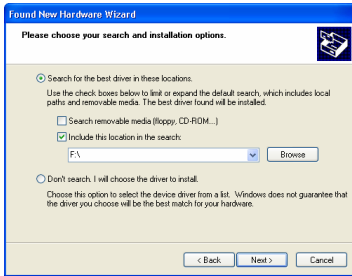 Found New Hardware Wizard
Please choose your search and installation options.
Search for the best driver in these locations.
Use the check boxes below to limit or expand the default search, which includes local
paths and removable media. The best driver found will be installed.
Search removable media (floppy, CD-ROM...)
Include this location in the search:
F:\
Browse
Don't search. I will choose the driver to install.
Choose this option to select the device driver from a list. Windows does not guarantee that
the driver you choose will be the best match for your hardware.
< Back
Next >
Cancel